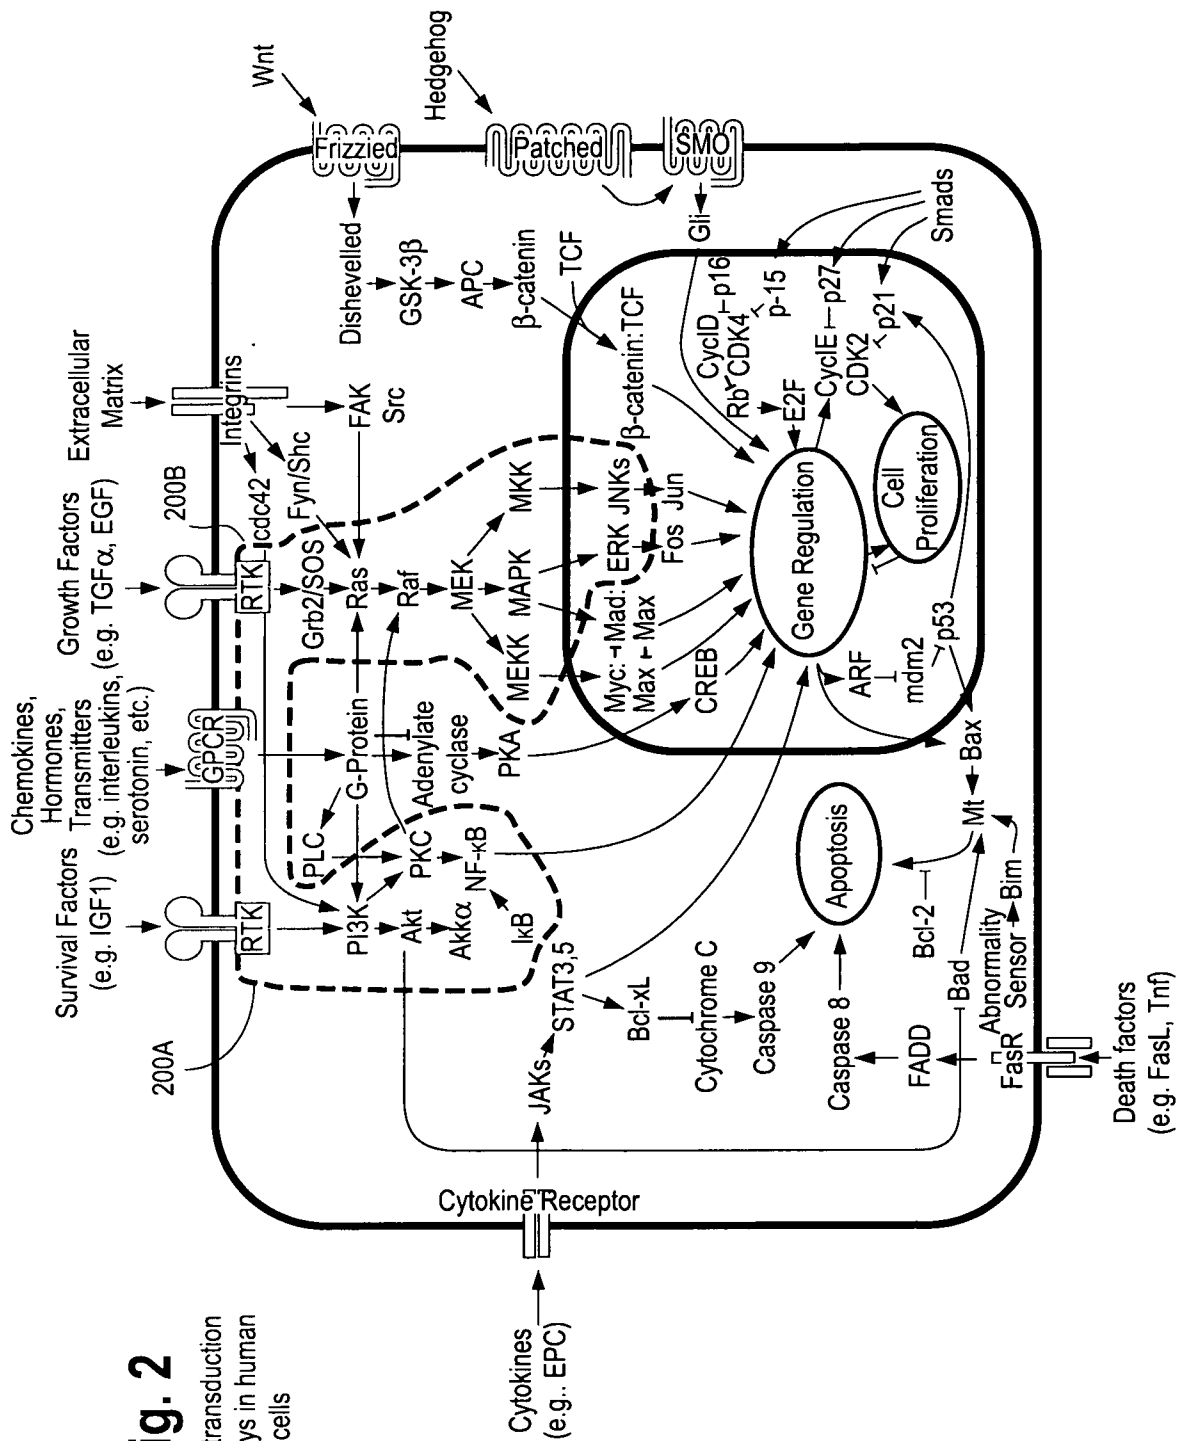 Fig. 2
transduction
ys in human
cells
Survival Factors
(e.g. IGF1)
Chemokines,
Hormones,
Transmitters
(e.g. interleukins,
serotonin, etc.)
Growth Factors
(e.g. TGFα, EGF)
Extracellular
Matrix
Wnt
Hedgehog
200A
200B
RTK
GPCR
RTK
Integrins
cdc42
Fyn/Shc
Grb2/SOS
FAK
Src
Frizzied
Patched
SMO
Dishevelled
GSK-3β
APC
β-catenin
TCF
Gli
PLC
G-Protein
Ras
PI3K
PKC
Adenylate
cyclase
Raf
Akt
Akkα
NF-κB
IκB
PKA
MEK
MEKK
MAPK
MKK
Cytokines
(e.g.. EPC)
Cytokine Receptor
JAKs
STAT3,5
Bcl-xL
Cytochrome C
Caspase 9
Caspase 8
FADD
FasR
Death factors
(e.g. FasL, Tnf)
Abnormality
Sensor
Bim
Bad
Bcl-2
Mt
Bax
Apoptosis
Myc:
Max
Mad:
Max
ERK
JNKs
Fos
Jun
CREB
β-catenin:TCF
Gene Regulation
Rb
E2F
CyclD
CDK4
p16
p-15
CyclE
CDK2
p27
p21
Smads
Cell
Proliferation
ARF
mdm2
p53